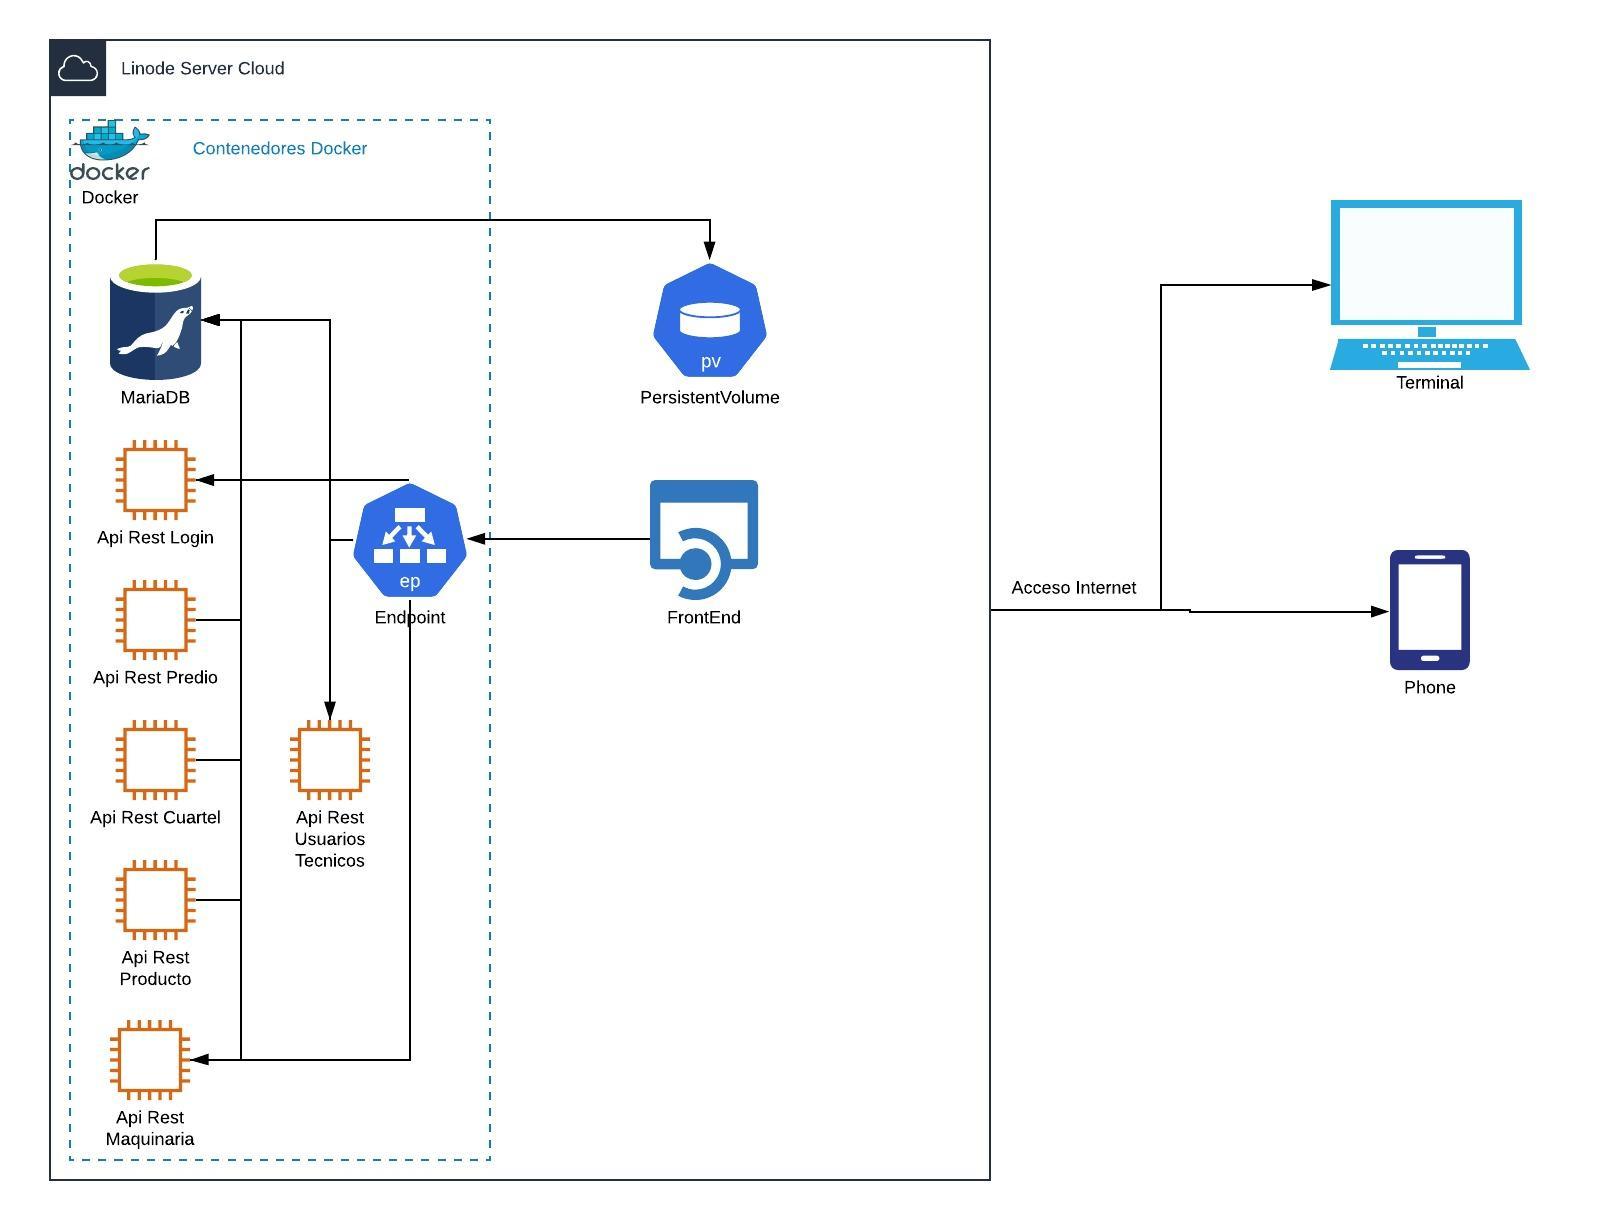 Linode Server Cloud
docker
Contenedores Docker
Docker
MariaDB
pv
PersistentVolume
Terminal
Api Rest Login
ep
Endpoint
FrontEnd
Acceso Internet
Api Rest Predio
Phone
Api Rest Cuartel
Api Rest
Usuarios
Tecnicos
Api Rest
Producto
Api Rest
Maquinaria